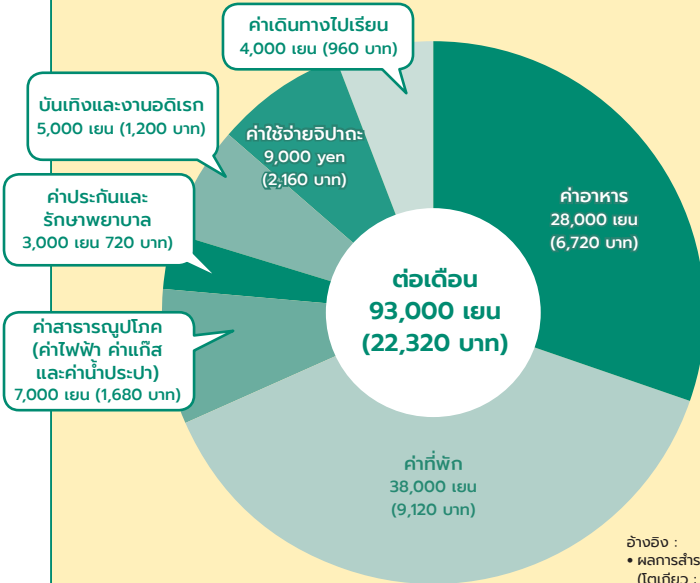 ค่าเดินทางไปเรียน
4,000 เยน (960 บาท)
บันเทิงและงานอดิเรก
5,000 เยน (1,200 บาท)
ค่าใช้จ่ายจิปาถะ
9,000 yen
(2,160 บาท)
ค่าประกันและ
รักษาพยาบาล
3,000 เยน 720 บาท)
ค่าอาหาร
28,000 เยน
(6,720 บาท)
ต่อเดือน
93,000 เยน
(22,320 บาท)
ค่าสาธารณูปโภค
(ค่าไฟฟ้า ค่าแก๊ส
และค่าน้ำประปา)
7,000 เยน (1,680 บาท)
ค่าที่พัก
38,000 เยน
(9,120 บาท)
อ้างอิง :
• ผลการสำร
(โตเกียว :